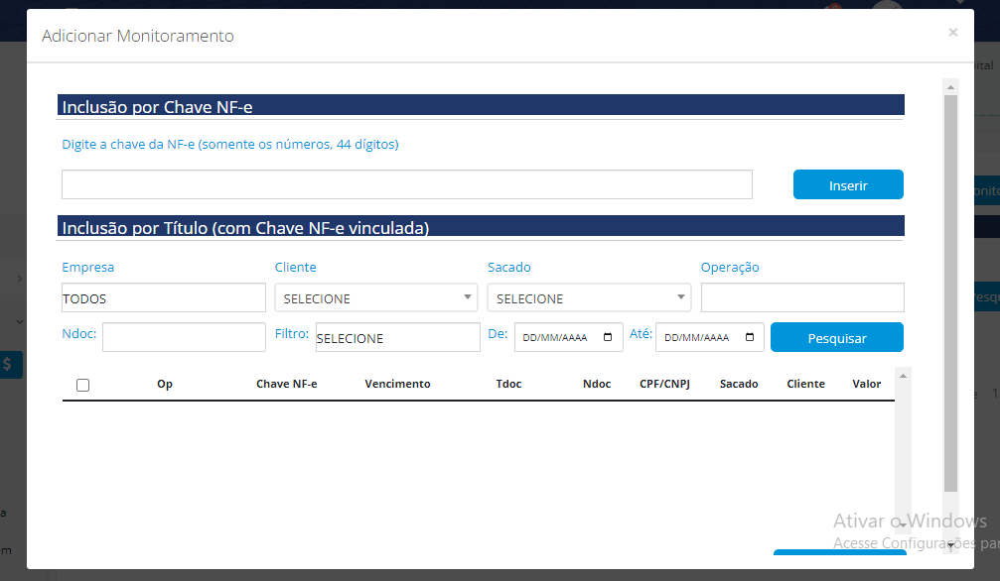 Adicionar Monitoramento ×
Inclusão por Chave NF-e
Digite a chave da NF-e (somente os números, 44 dígitos)
Inserir
Inclusão por Título (com Chave NF-e vinculada)
Empresa Cliente Sacado Operação
TODOS SELECIONE SELECIONE
Ndoc: Filtro: SELECIONE De: DD/MM/AAAA Até: DD/MM/AAAA Pesquisar
Op Chave NF-e Vencimento Tdoc Ndoc CPF/CNPJ Sacado Cliente Valor
Ativar o Windows
Acesse Configurações par
$